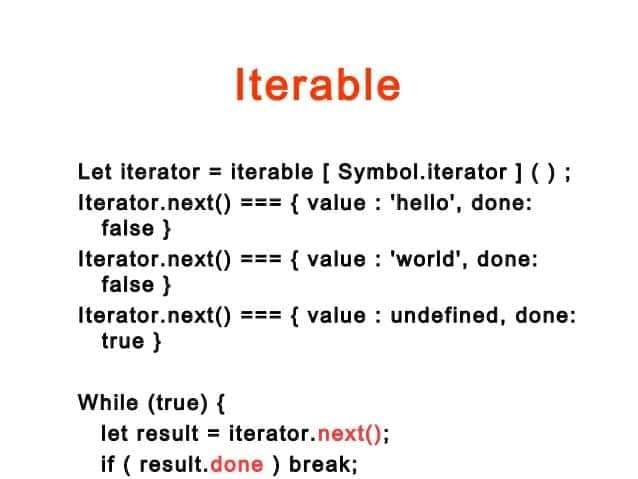 Iterable
Let iterator = iterable [ Symbol.iterator ] ( ) ;
Iterator.next() === { value : 'hello', done:
false }
Iterator.next() === { value : 'world', done:
false }
Iterator.next() === { value : undefined, done:
true }
While (true) {
let result = iterator.next();
if ( result.done ) break;